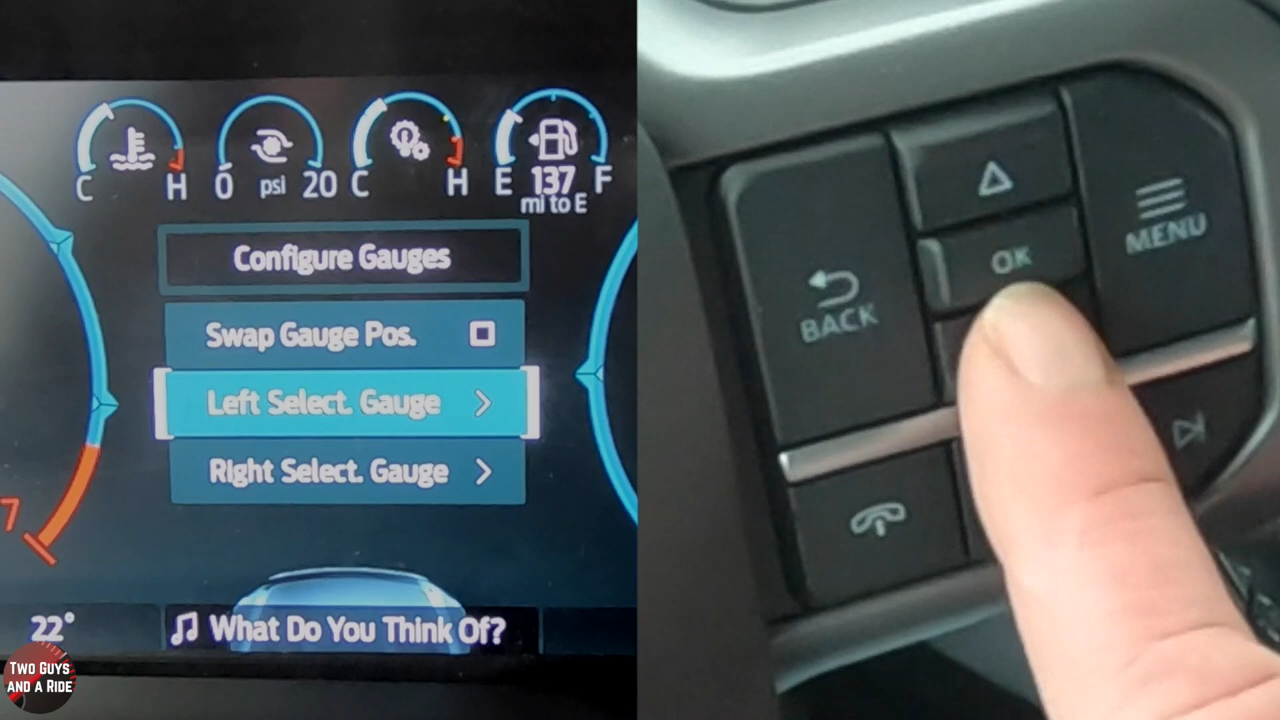 C H
0 psi 20
C H
E 137 F
mi to E
Configure Gauges
Swap Gauge Pos.
Left Select. Gauge
Right Select. Gauge
7
22°
What Do You Think Of?
TWO GUYS
AND A RIDE
BACK
OK
MENU